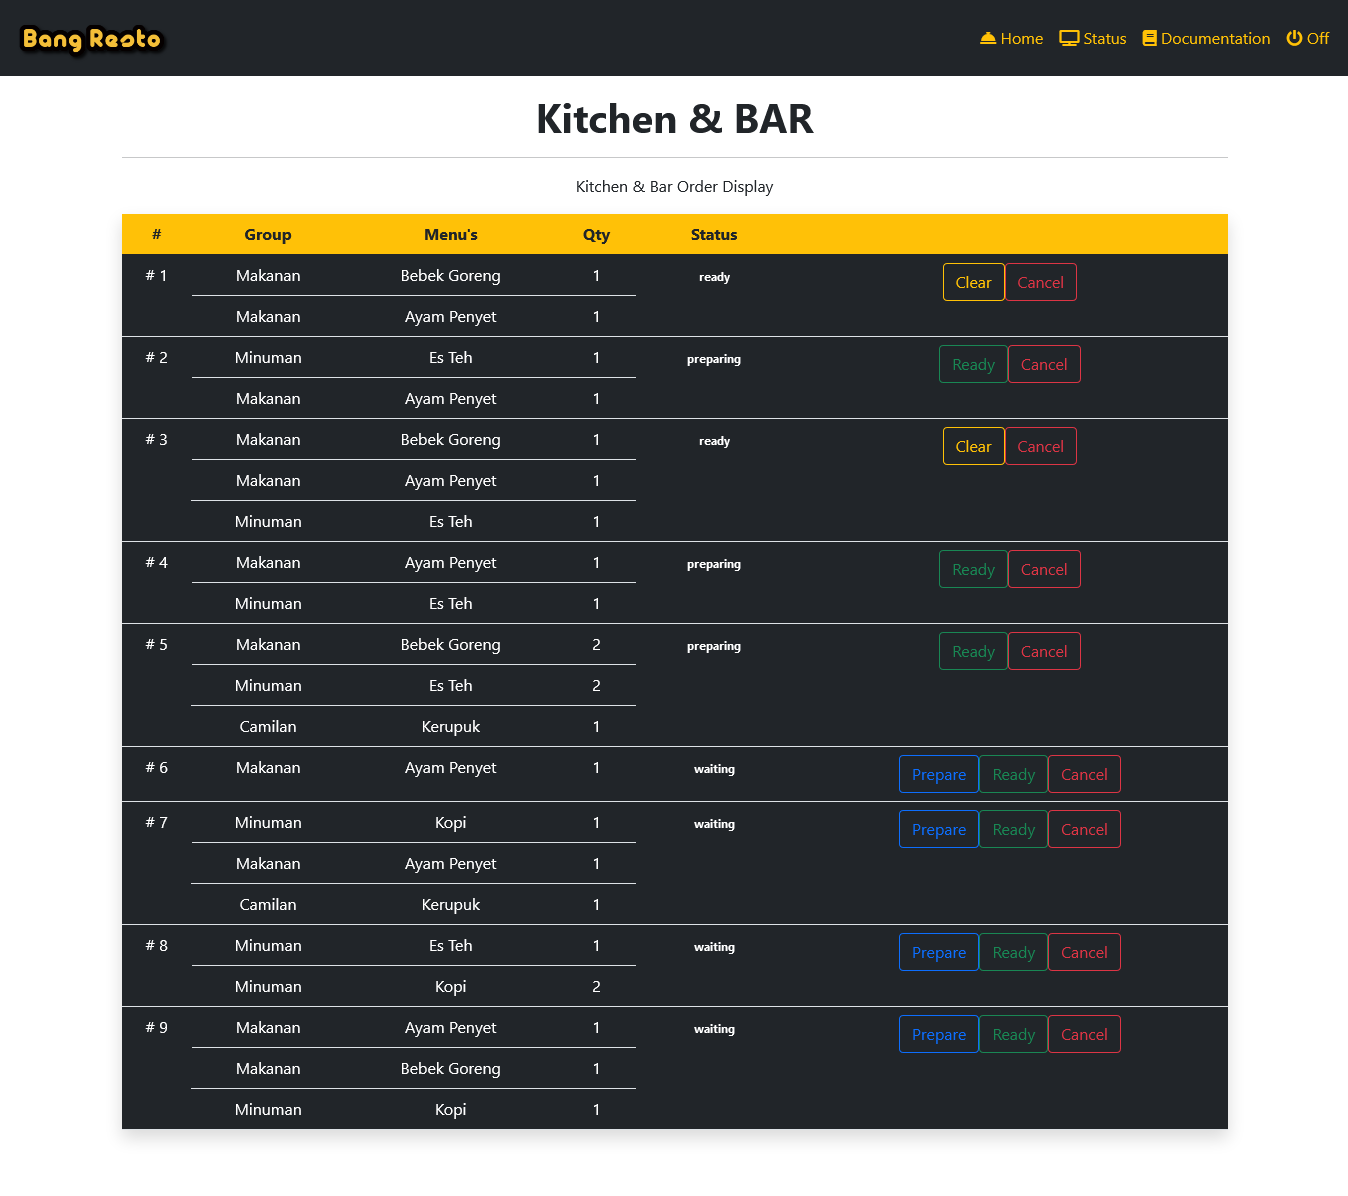 Bang Resto Home Status Documentation Off
Kitchen & BAR
Kitchen & Bar Order Display
# Group Menu's Qty Status
# 1 Makanan Bebek Goreng 1 ready Clear Cancel
Makanan Ayam Penyet 1
# 2 Minuman Es Teh 1 preparing Ready Cancel
Makanan Ayam Penyet 1
# 3 Makanan Bebek Goreng 1 ready Clear Cancel
Makanan Ayam Penyet 1
Minuman Es Teh 1
# 4 Makanan Ayam Penyet 1 preparing Ready Cancel
Minuman Es Teh 1
# 5 Makanan Bebek Goreng 2 preparing Ready Cancel
Minuman Es Teh 2
Camilan Kerupuk 1
# 6 Makanan Ayam Penyet 1 waiting Prepare Ready Cancel
# 7 Minuman Kopi 1 waiting Prepare Ready Cancel
Makanan Ayam Penyet 1
Camilan Kerupuk 1
# 8 Minuman Es Teh 1 waiting Prepare Ready Cancel
Minuman Kopi 2
# 9 Makanan Ayam Penyet 1 waiting Prepare Ready Cancel
Makanan Bebek Goreng 1
Minuman Kopi 1